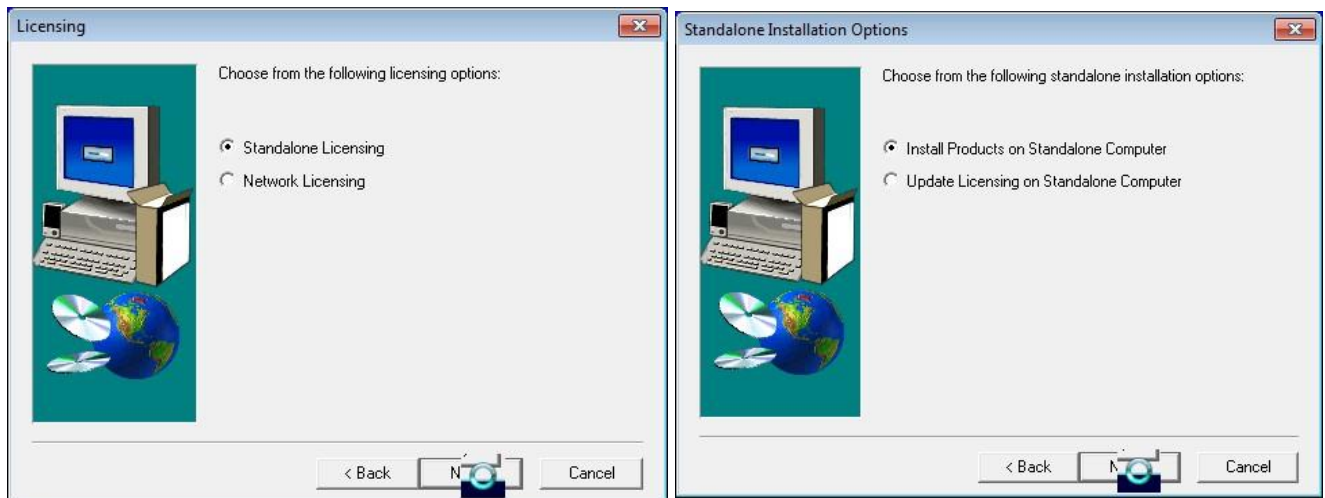 Licensing
Choose from the following licensing options:
Standalone Licensing
Network Licensing
< Back
Cancel
Standalone Installation Options
Choose from the following standalone installation options:
Install Products on Standalone Computer
Update Licensing on Standalone Computer
< Back
Cancel